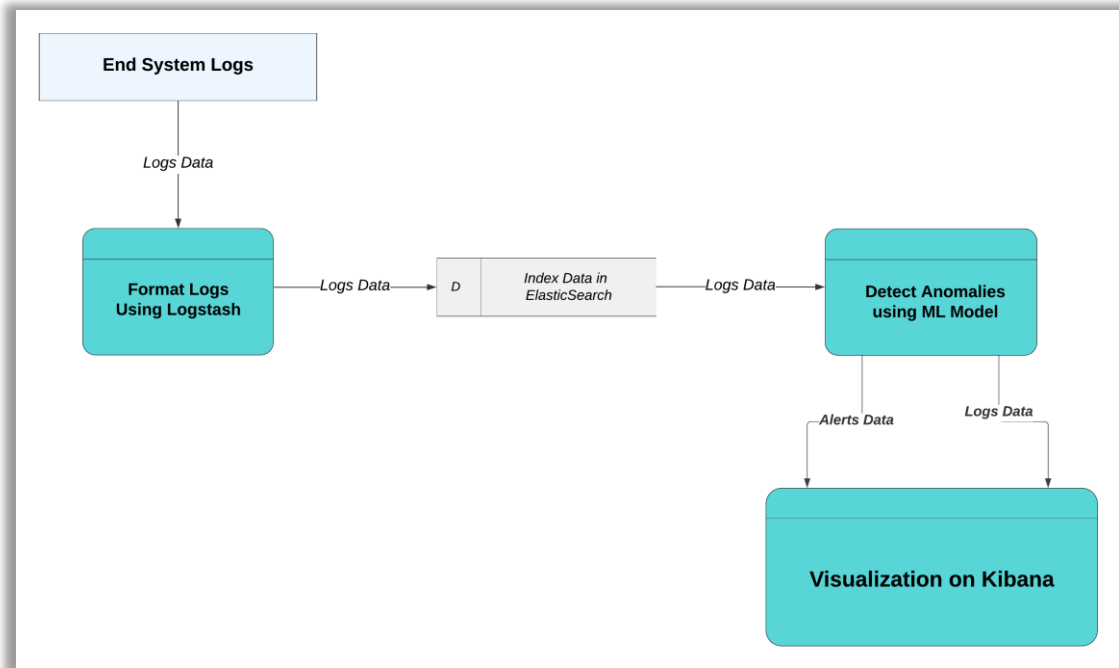 End System Logs
Logs Data
Format Logs
Using Logstash
Logs Data
D
Index Data in
ElasticSearch
Logs Data
Detect Anomalies
using ML Model
Alerts Data
Logs Data
Visualization on Kibana